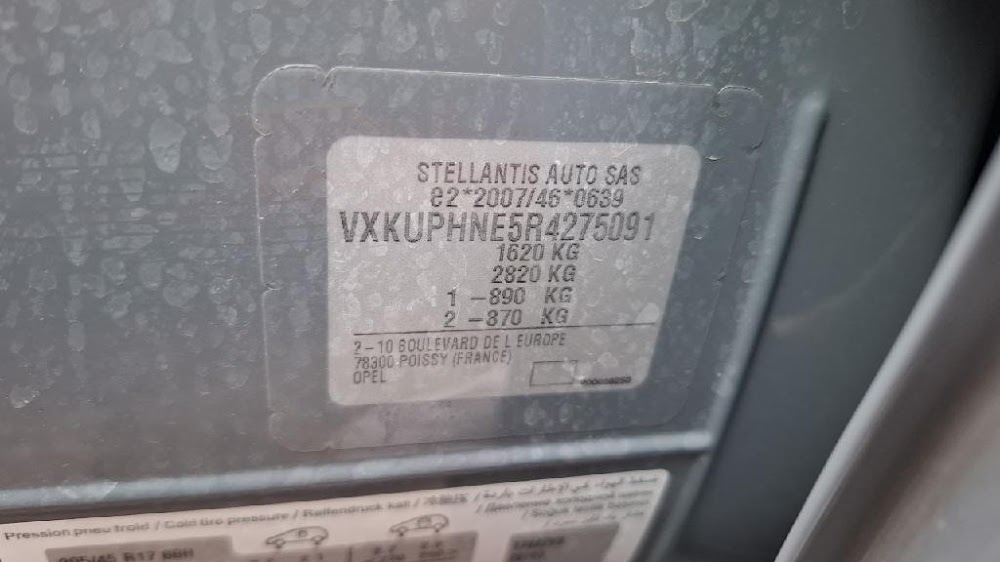 STELLANTIS AUTO SAS
e2*2007/46*0639
VXKUPHNE5R4275091
1620 KG
2820 KG
1 -890 KG
2 -870 KG
2-10 BOULEVARD DE L EUROPE
78300 POISSY (FRANCE)
OPEL
Pression pneu froid / Cold tire pressure / Reifendruck kalt /